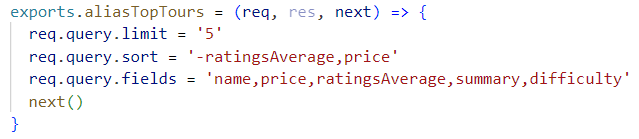 exports.aliasTopTours = (req, res, next) => {
  req.query.limit = '5'
  req.query.sort = '-ratingsAverage,price'
  req.query.fields = 'name,price,ratingsAverage,summary,difficulty'
  next()
}